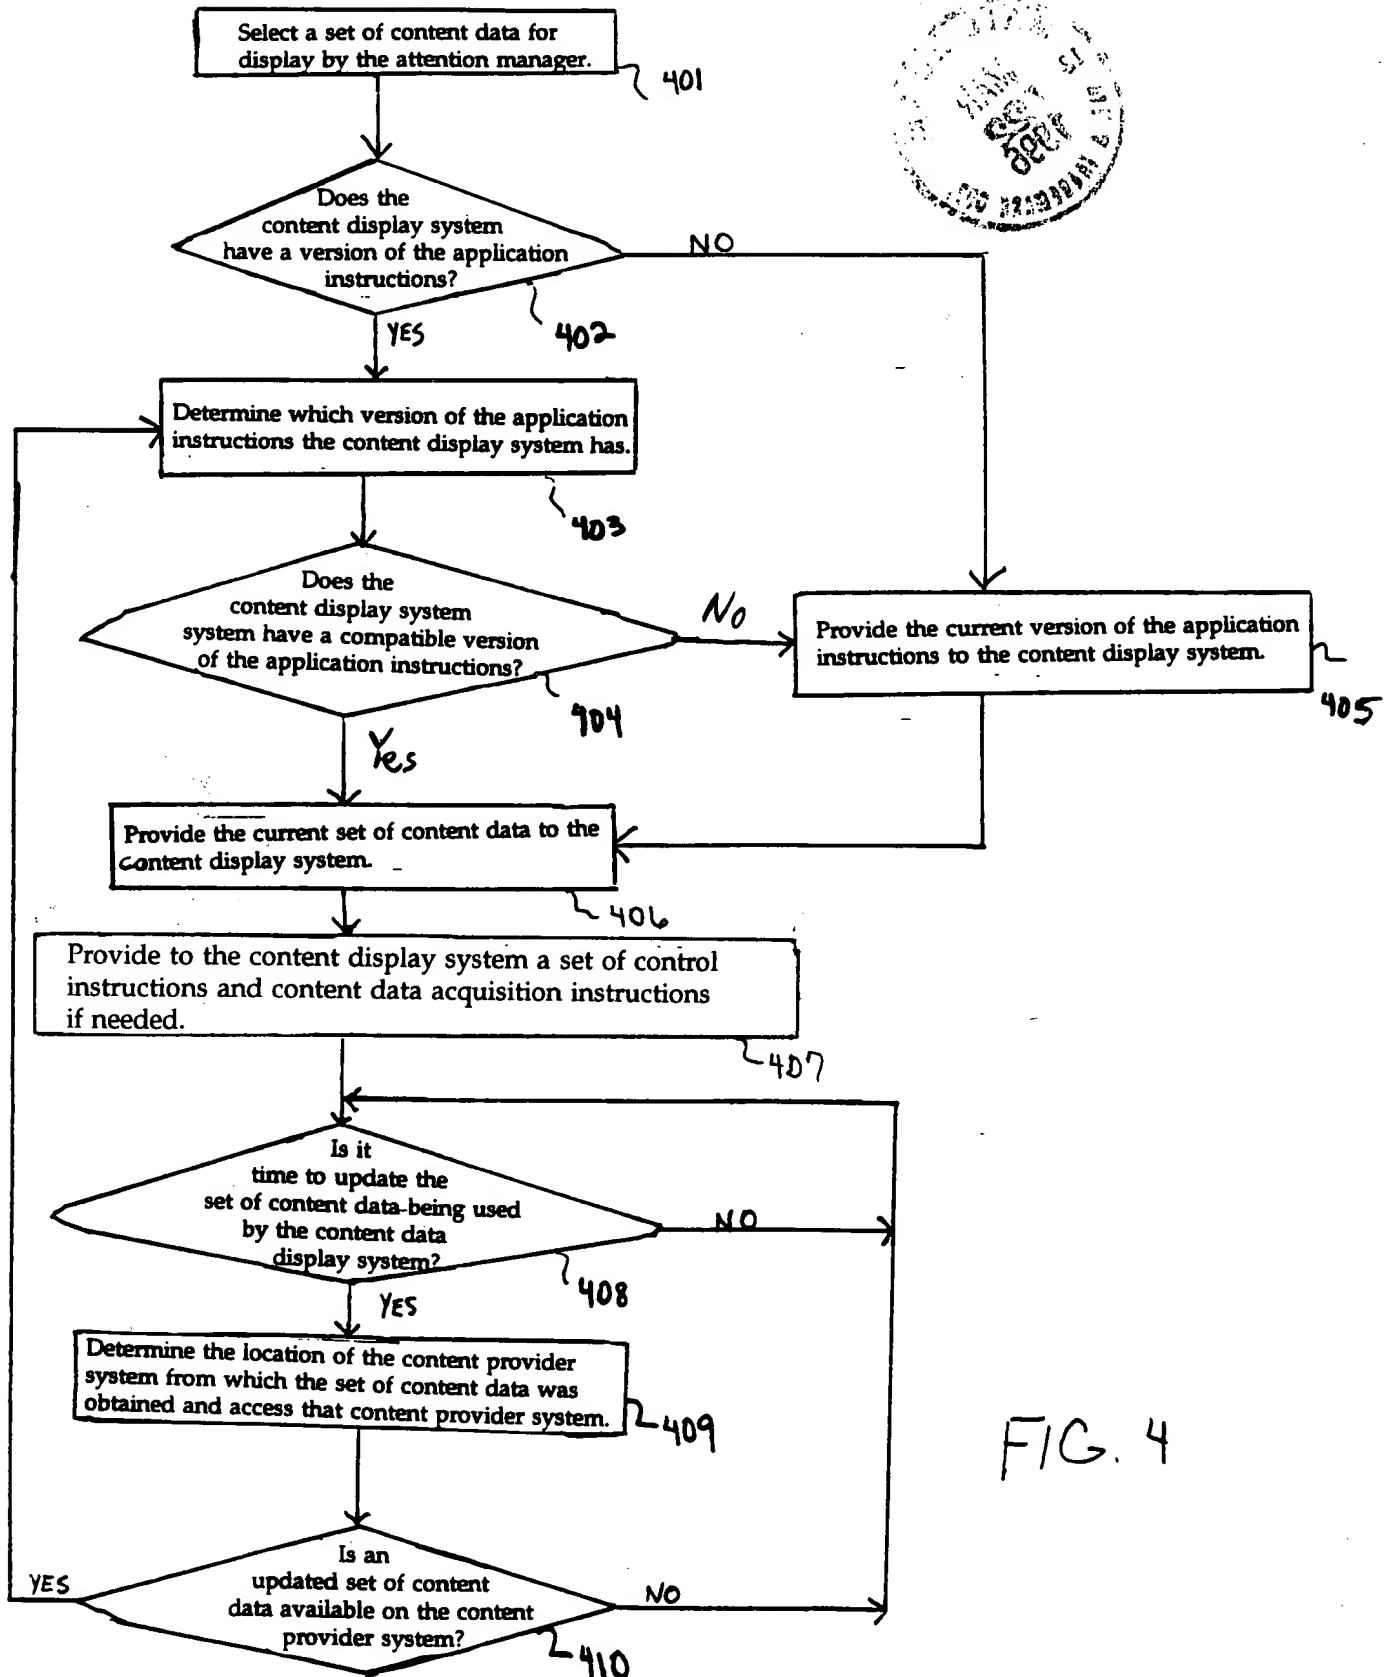 Select a set of content data for
display by the attention manager.
401
Does the
content display system
have a version of the application
instructions?
NO
402
YES
Determine which version of the application
instructions the content display system has.
403
Does the
content display system
system have a compatible version
of the application instructions?
No
404
Yes
Provide the current version of the application
instructions to the content display system.
405
Provide the current set of content data to the
content display system.
406
Provide to the content display system a set of control
instructions and content data acquisition instructions
if needed.
407
Is it
time to update the
set of content data being used
by the content data
display system?
NO
408
YES
Determine the location of the content provider
system from which the set of content data was
obtained and access that content provider system.
409
FIG. 4
Is an
updated set of content
data available on the content
provider system?
YES
NO
410